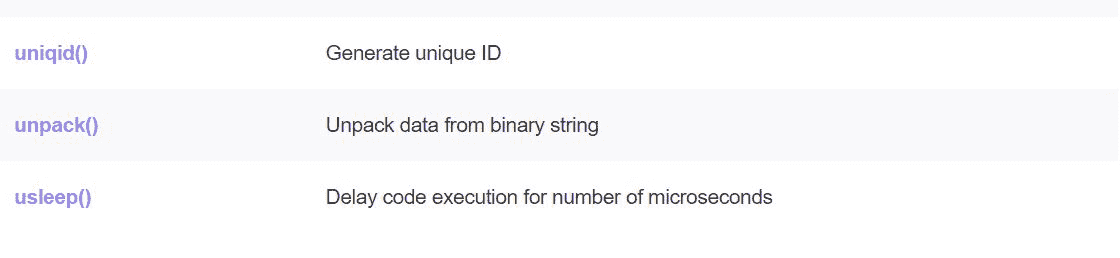 uniqid() Generate unique ID
unpack() Unpack data from binary string
usleep() Delay code execution for number of microseconds